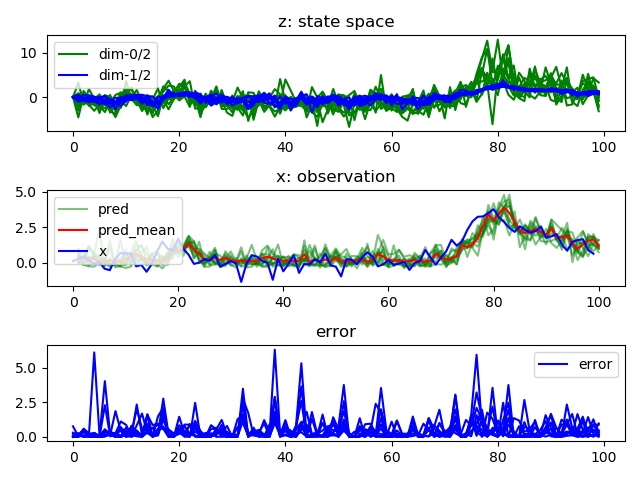 z: state space
10
0
dim-0/2
dim-1/2
0 20 40 60 80 100
x: observation
5.0
2.5
0.0
pred
pred_mean
x
0 20 40 60 80 100
error
5.0
2.5
0.0
error
0 20 40 60 80 100